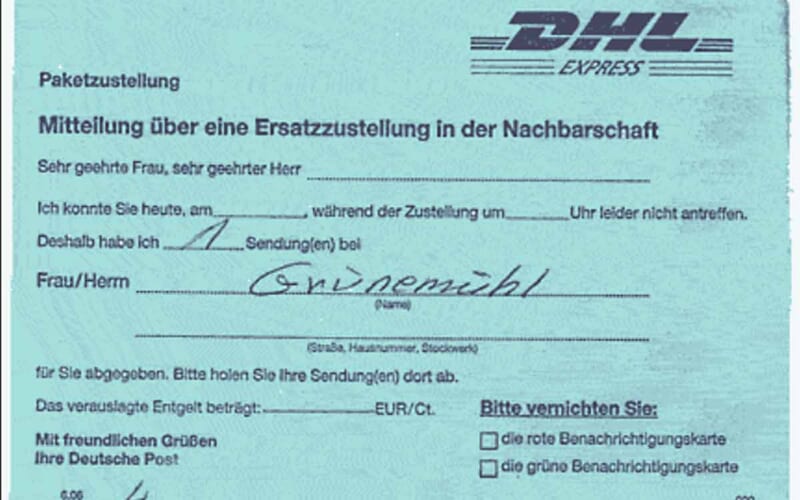 DHL
EXPRESS
Paketzustellung
Mitteilung über eine Ersatzzustellung in der Nachbarschaft
Sehr geehrte Frau, sehr geehrter Herr
Ich konnte Sie heute, am , während der Zustellung um Uhr leider nicht antreffen.
Deshalb habe ich 1 Sendung(en) bei
Frau/Herrn Grünemühl
(Name)
(Straße, Hausnummer, Stockwerk)
für Sie abgegeben. Bitte holen Sie Ihre Sendung(en) dort ab.
Das verauslagte Entgelt beträgt: EUR/Ct.
Bitte vernichten Sie:
die rote Benachrichtigungskarte
die grüne Benachrichtigungskarte
Mit freundlichen Grüßen
Ihre Deutsche Post
6.06